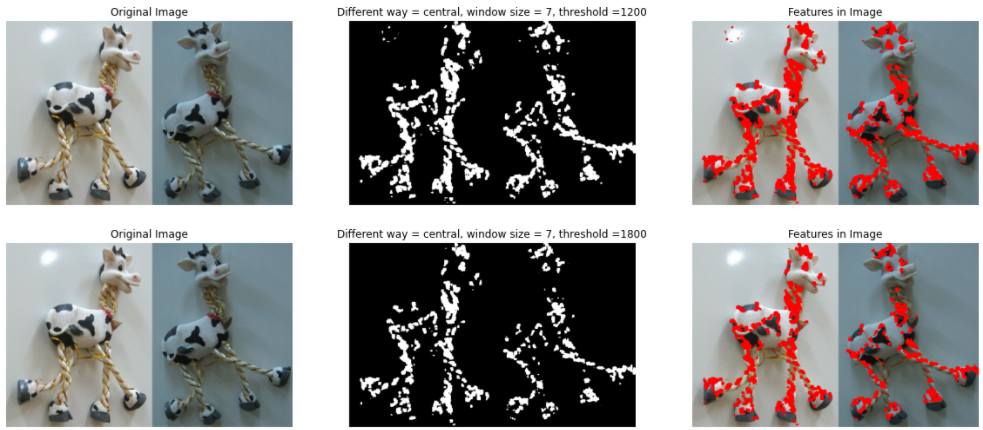 Original Image
Different way = central, window size = 7, threshold =1200
Features in Image
Original Image
Different way = central, window size = 7, threshold =1800
Features in Image